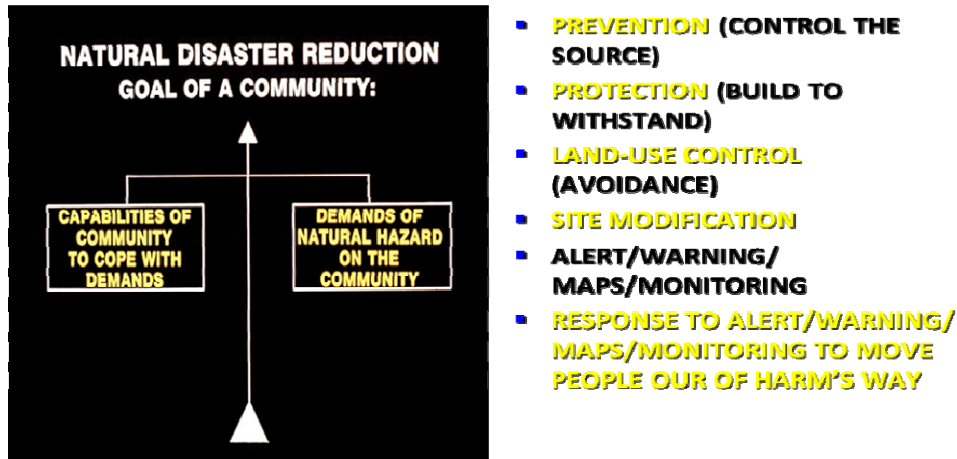 NATURAL DISASTER REDUCTION
GOAL OF A COMMUNITY:
CAPABILITIES OF
COMMUNITY
TO COPE WITH
DEMANDS
DEMANDS OF
NATURAL HAZARD
ON THE
COMMUNITY
PREVENTION (CONTROL THE
SOURCE)
PROTECTION (BUILD TO
WITHSTAND)
LAND-USE CONTROL
(AVOIDANCE)
SITE MODIFICATION
ALERT/WARNING/
MAPS/MONITORING
RESPONSE TO ALERT/WARNING/
MAPS/MONITORING TO MOVE
PEOPLE OUR OF HARM'S WAY